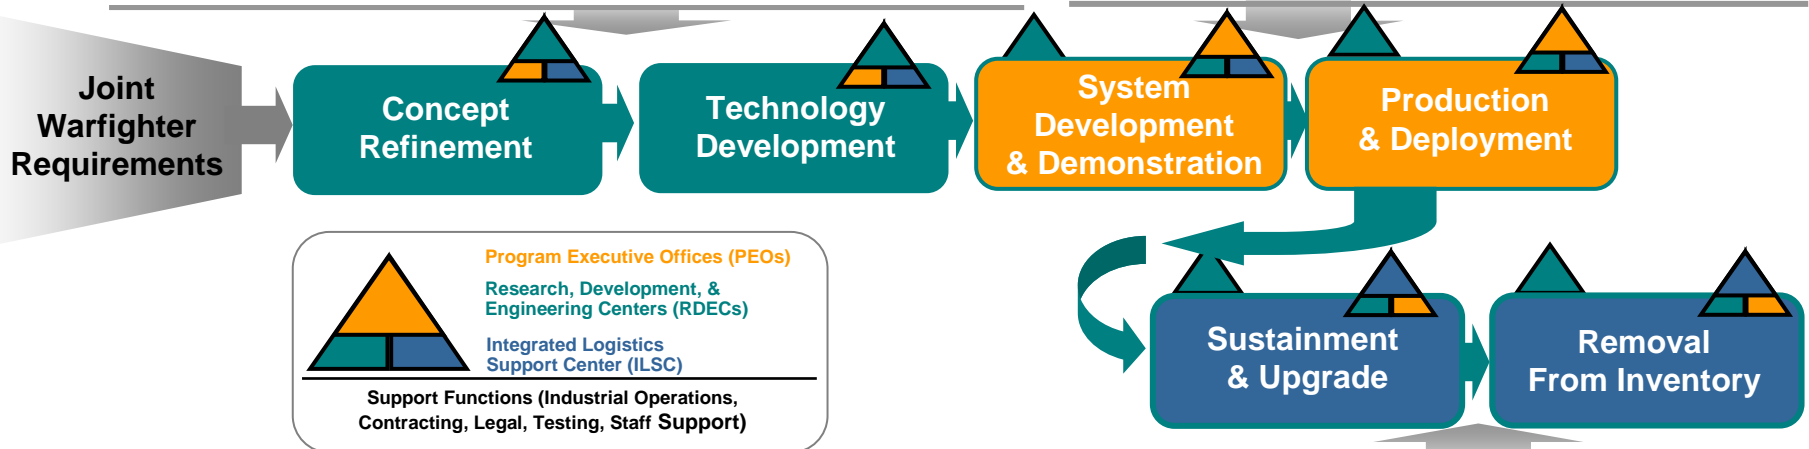 Joint
Warfighter
Requirements
Concept
Refinement
Technology
Development
System
Development
& Demonstration
Production
& Deployment
Program Executive Offices (PEOs)
Research, Development, &
Engineering Centers (RDECs)
Integrated Logistics
Support Center (ILSC)
Support Functions (Industrial Operations,
Contracting, Legal, Testing, Staff Support)
Sustainment
& Upgrade
Removal
From Inventory